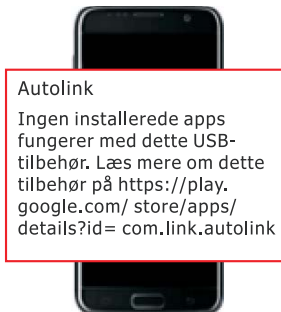 Autolink
Ingen installerede apps
fungerer med dette USB-
tilbehør. Læs mere om dette
tilbehør på https://play.
google.com/ store/apps/
details?id= com.link.autolink